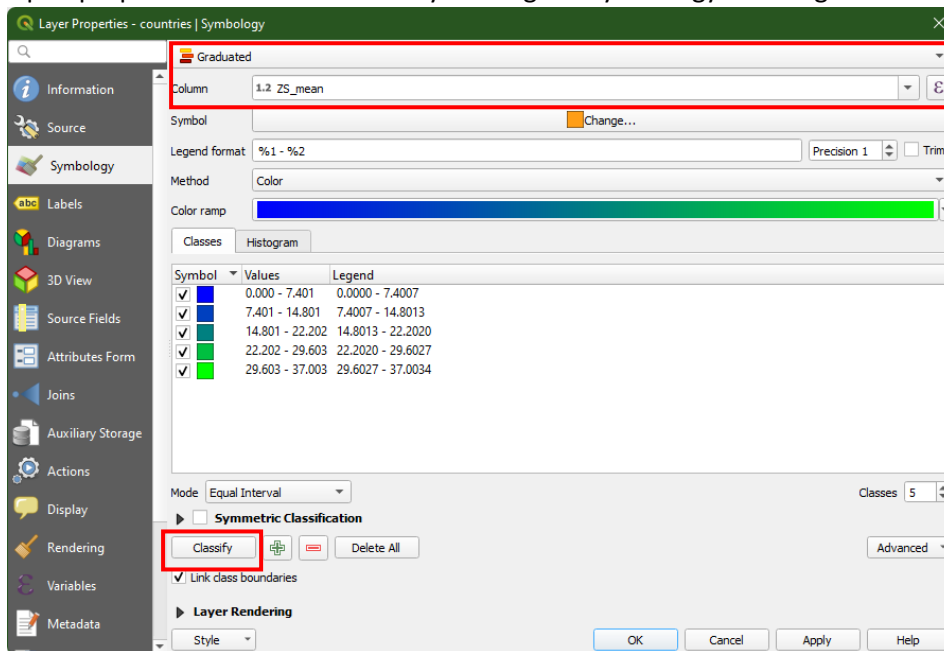 Layer Properties - countries | Symbology
Graduated
Information
Column 1.2 ZS_mean ε
Source
Symbol Change...
Symbology
Legend format %1 - %2 Precision 1 Trim
Method Color
abc Labels
Color ramp
Diagrams
Classes Histogram
3D View
Symbol Values Legend
0.000 - 7.401 0.0000 - 7.4007
7.401 - 14.801 7.4007 - 14.8013
Source Fields
14.801 - 22.202 14.8013 - 22.2020
22.202 - 29.603 22.2020 - 29.6027
Attributes Form
29.603 - 37.003 29.6027 - 37.0034
Joins
Auxiliary Storage
Actions
Mode Equal Interval Classes 5
Display
Symmetric Classification
Rendering
Classify Delete All Advanced
Variables
Link class boundaries
Layer Rendering
Metadata
Style OK Cancel Apply Help